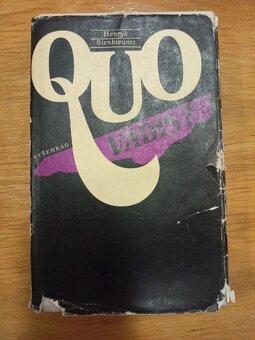 Henryk
Sienkiewicz
QUO
VADIS?
VYŠEHRAD